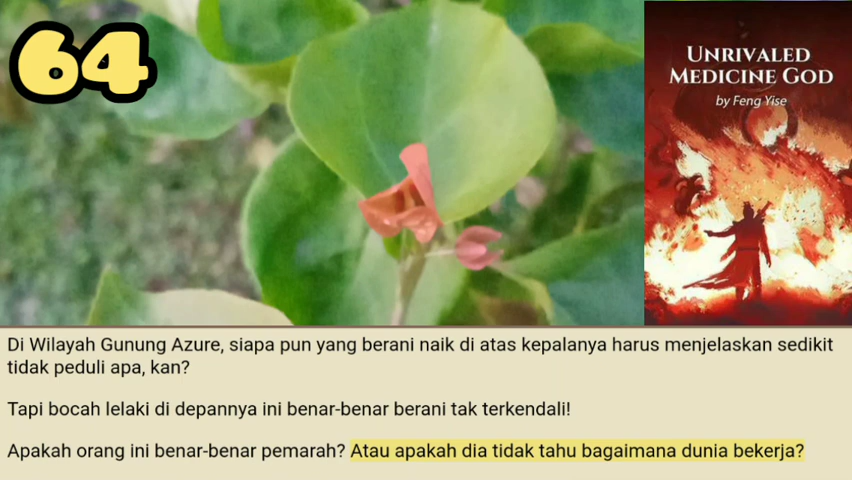 64
UNRIVALED
MEDICINE GOD
by Feng Yise
Di Wilayah Gunung Azure, siapa pun yang berani naik di atas kepalanya harus menjelaskan sedikit
tidak peduli apa, kan?
Tapi bocah lelaki di depannya ini benar-benar berani tak terkendali!
Apakah orang ini benar-benar pemarah? Atau apakah dia tidak tahu bagaimana dunia bekerja?